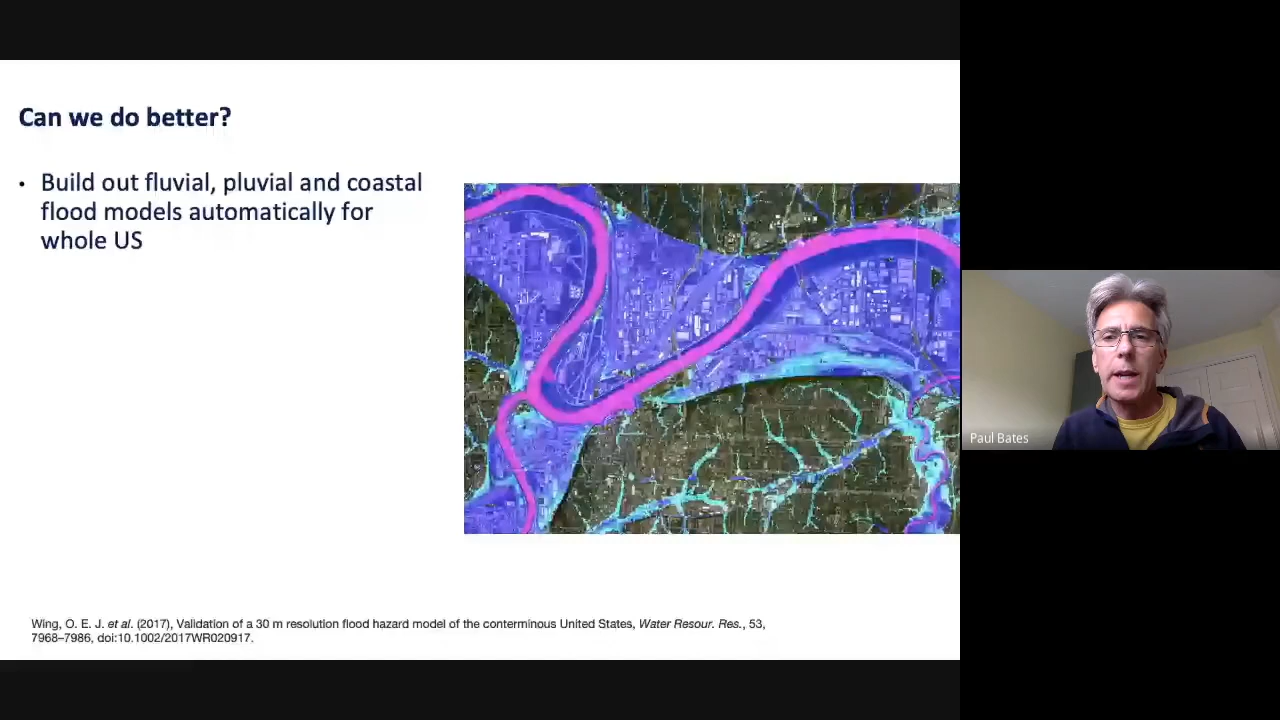 Can we do better?
• Build out fluvial, pluvial and coastal
flood models automatically for
whole US
Paul Bates
Wing, O. E. J. et al. (2017), Validation of a 30 m resolution flood hazard model of the conterminous United States, Water Resour. Res., 53,
7968–7986, doi:10.1002/2017WR020917.